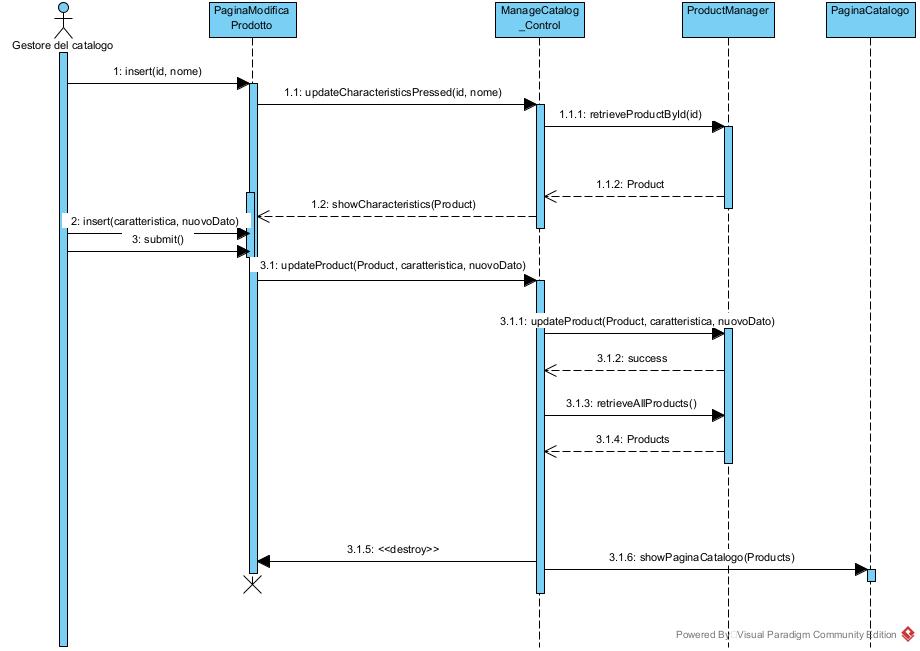 Gestore del catalogo
PaginaModifica
Prodotto
ManageCatalog
_Control
ProductManager
PaginaCatalogo
1: insert(id, nome)
1.1: updateCharacteristicsPressed(id, nome)
1.1.1: retrieveProductById(id)
1.1.2: Product
1.2: showCharacteristics(Product)
2: insert(caratteristica, nuovoDato)
3: submit()
3.1: updateProduct(Product, caratteristica, nuovoDato)
3.1.1: updateProduct(Product, caratteristica, nuovoDato)
3.1.2: success
3.1.3: retrieveAllProducts()
3.1.4: Products
3.1.5: <<destroy>>
3.1.6: showPaginaCatalogo(Products)
Powered By Visual Paradigm Community Edition